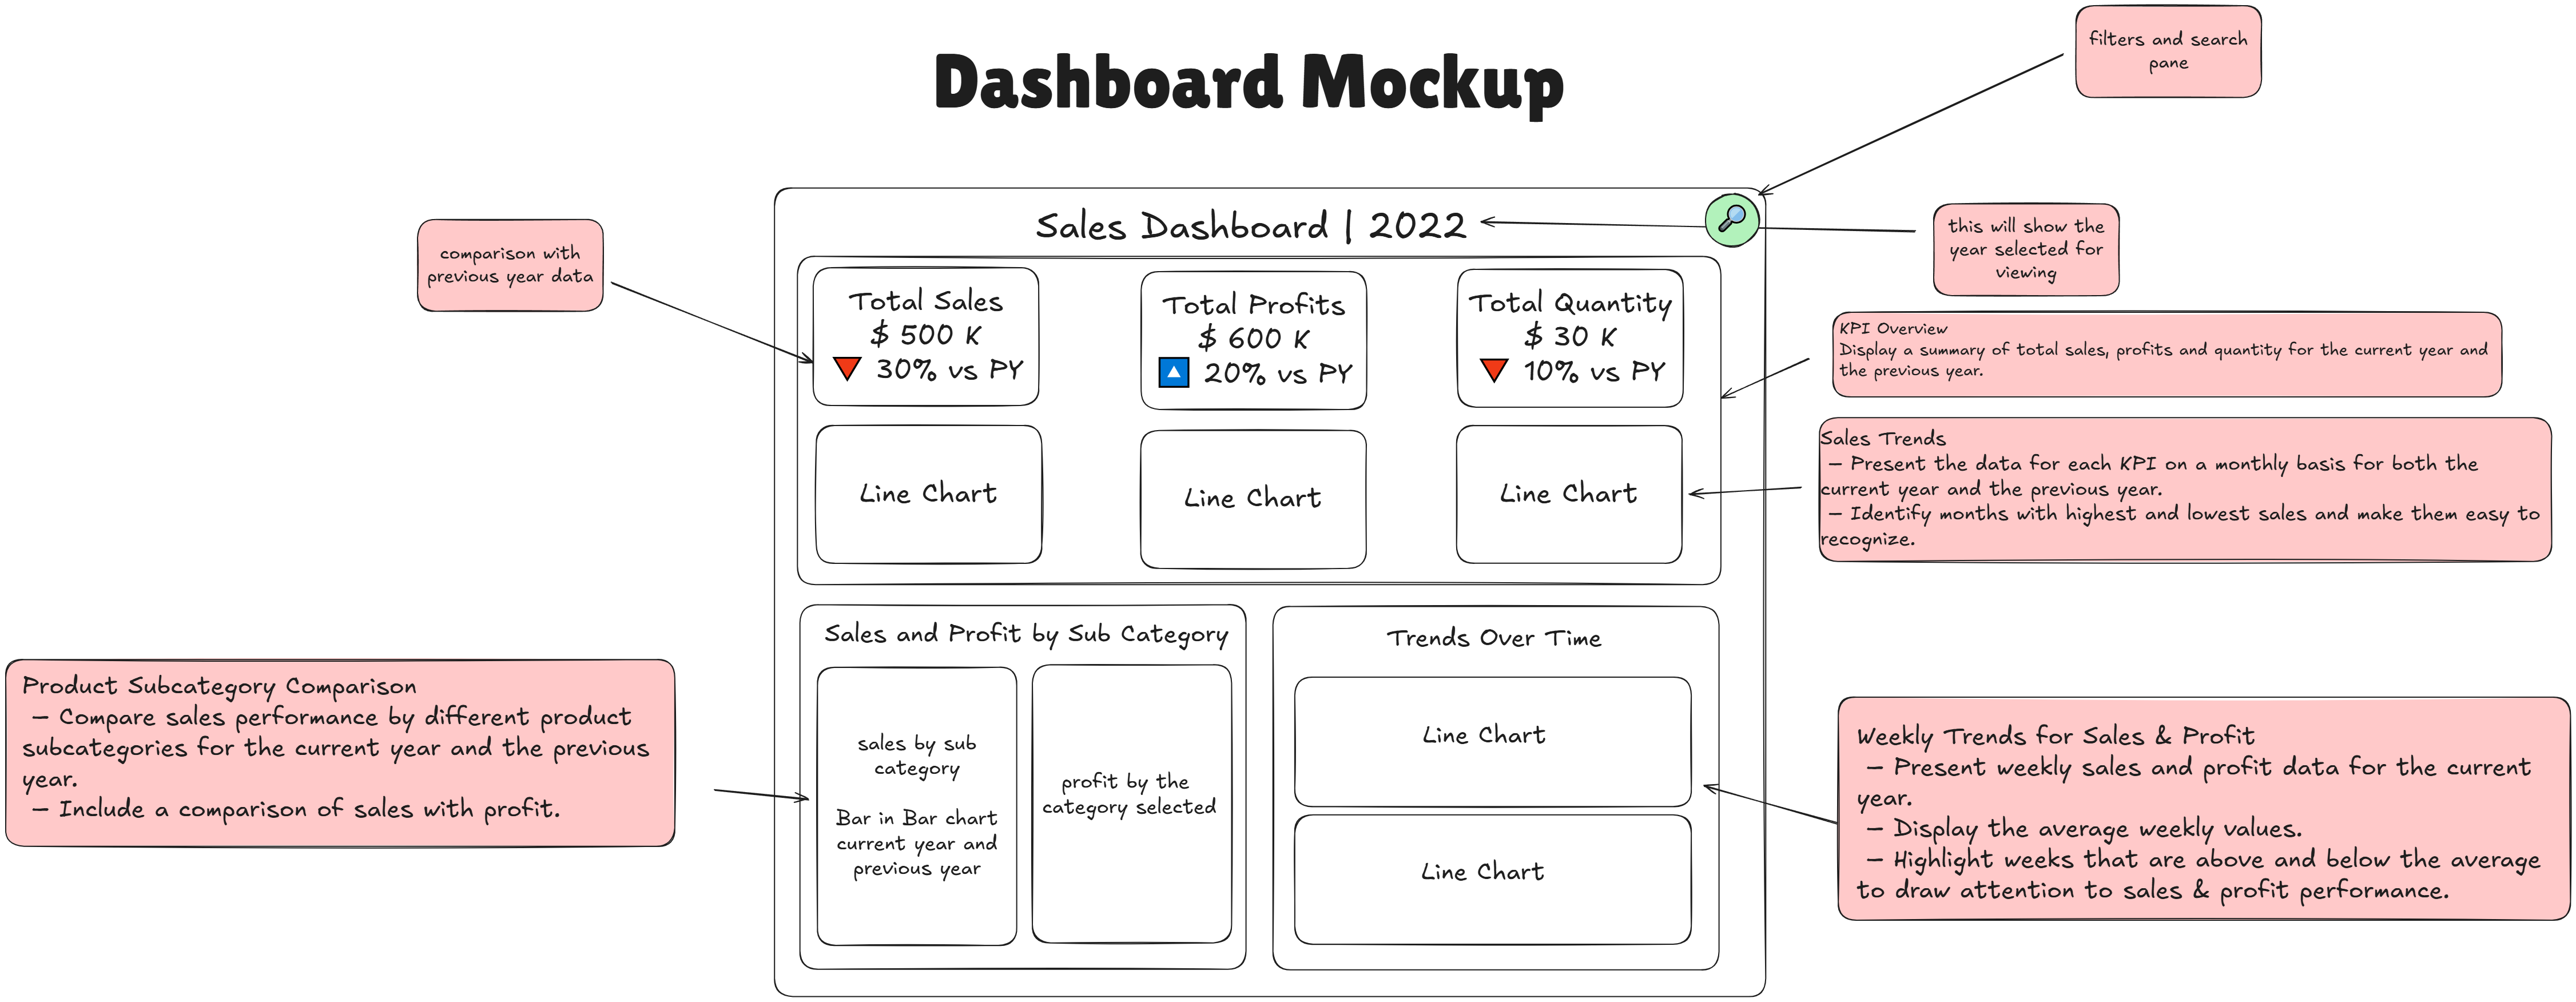 Dashboard Mockup
filters and search
pane
Sales Dashboard | 2022
this will show the
year selected for
viewing
comparison with
previous year data
Total Sales
$ 500 K
30% vs PY
Total Profits
$ 600 K
20% vs PY
Total Quantity
$ 30 K
10% vs PY
KPI Overview
Display a summary of total sales, profits and quantity for the current year and
the previous year.
Line Chart
Line Chart
Line Chart
Sales Trends
— Present the data for each KPI on a monthly basis for both the
current year and the previous year.
— Identify months with highest and lowest sales and make them easy to
recognize.
Product Subcategory Comparison
— Compare sales performance by different product
subcategories for the current year and the previous
year.
— Include a comparison of sales with profit.
Sales and Profit by Sub Category
sales by sub
category
Bar in Bar chart
current year and
previous year
profit by the
category selected
Trends Over Time
Line Chart
Line Chart
Weekly Trends for Sales & Profit
— Present weekly sales and profit data for the current
year.
— Display the average weekly values.
— Highlight weeks that are above and below the average
to draw attention to sales & profit performance.